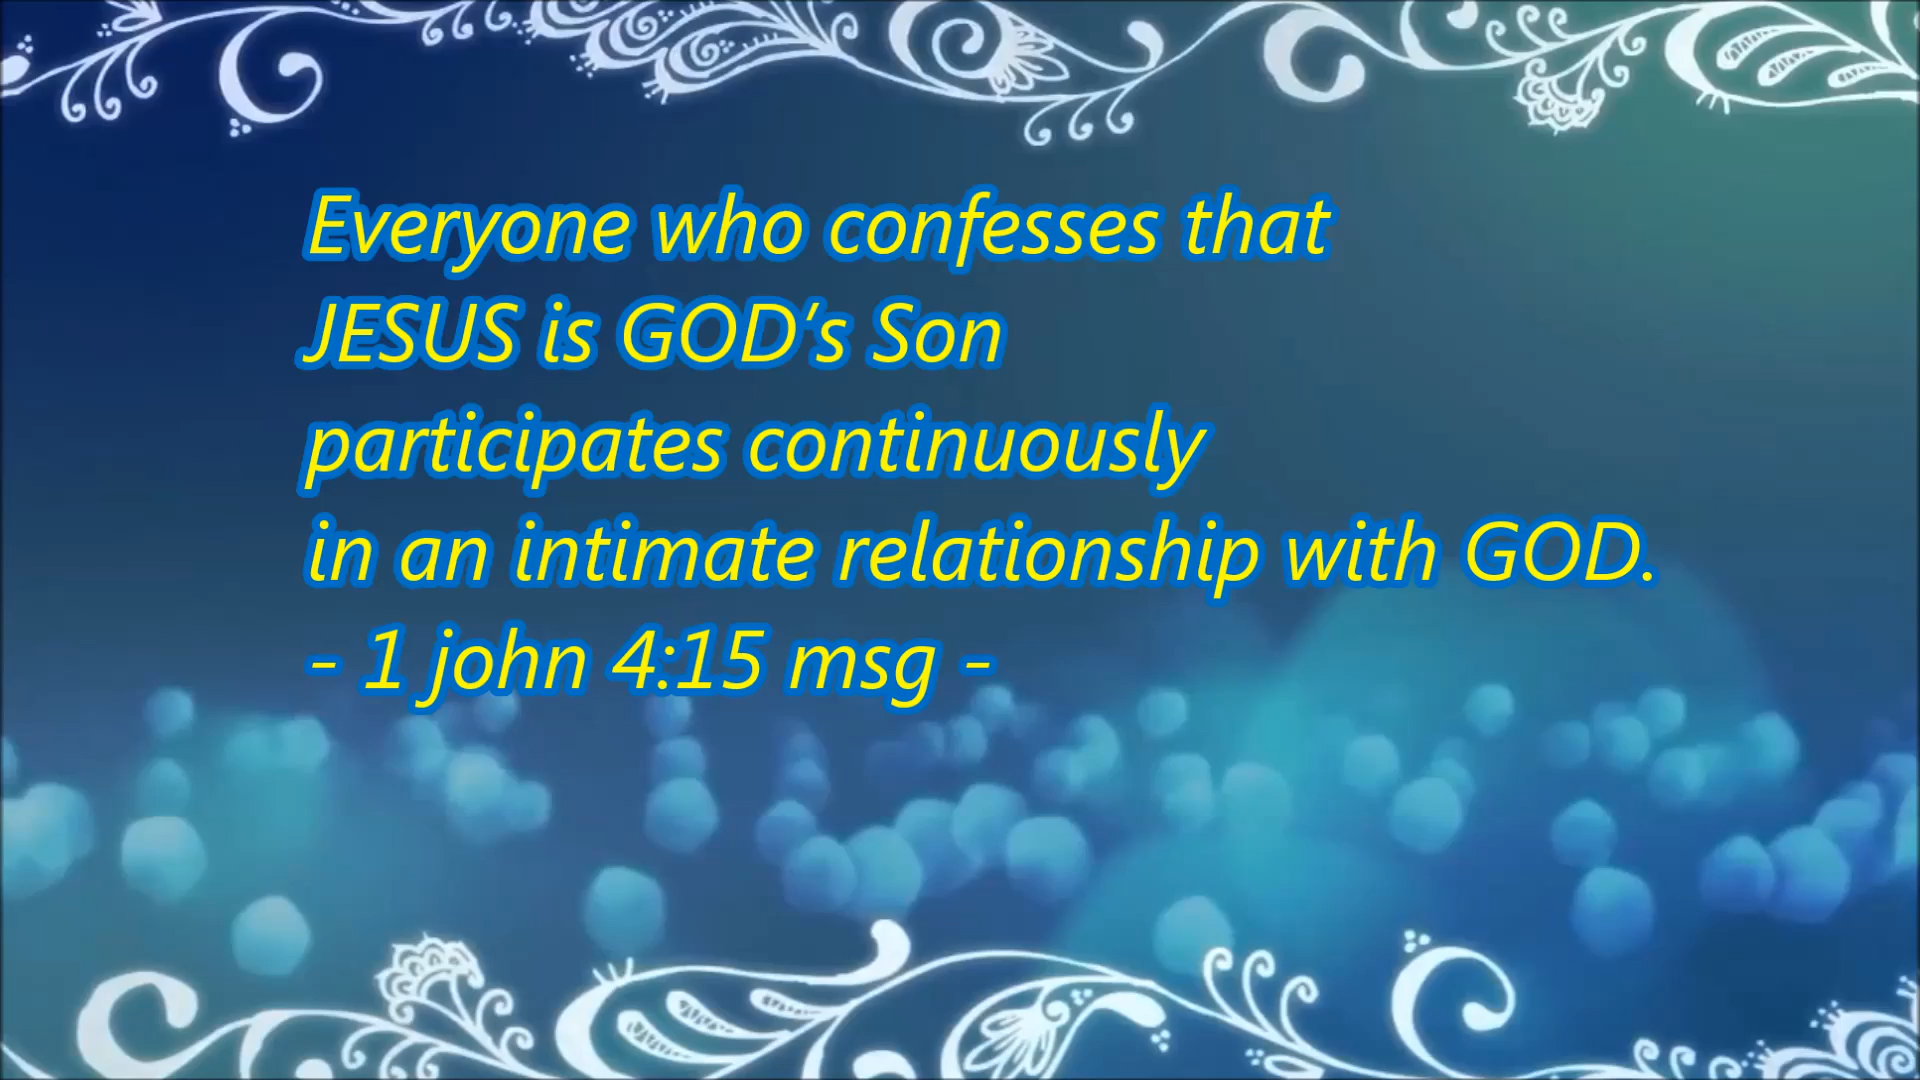 Everyone who confesses that
JESUS is GOD’s Son
participates continuously
in an intimate relationship with GOD.
- 1 john 4:15 msg -